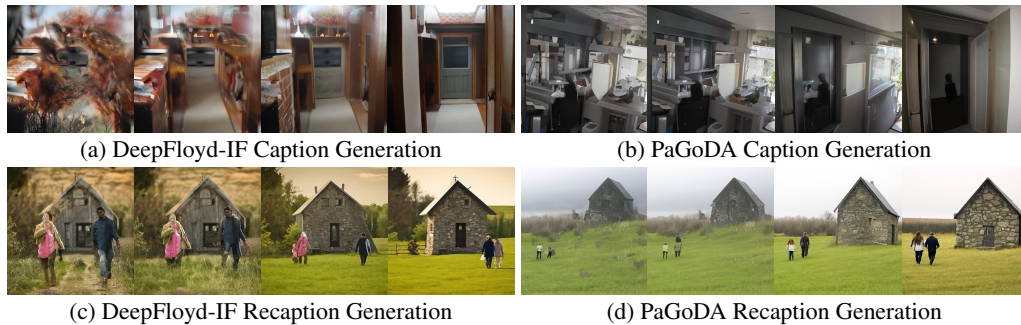 (a) DeepFloyd-IF Caption Generation
(b) PaGoDA Caption Generation
(c) DeepFloyd-IF Recaption Generation
(d) PaGoDA Recaption Generation